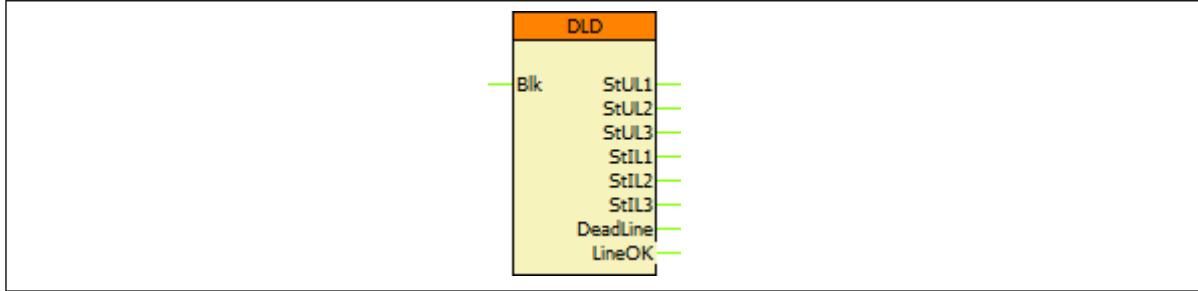 DLD
Blk StUL1
StUL2
StUL3
StIL1
StIL2
StIL3
DeadLine
LineOK